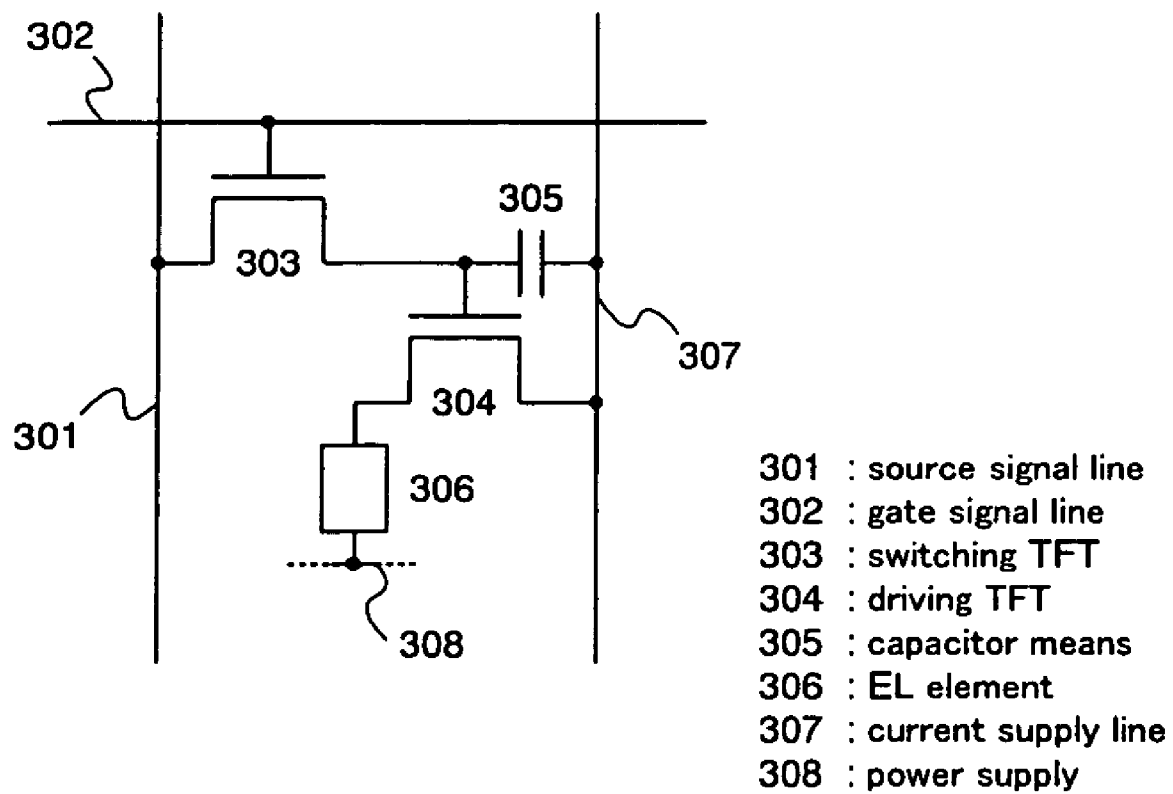 302
305
303
307
304
301
306
308
301 : source signal line
302 : gate signal line
303 : switching TFT
304 : driving TFT
305 : capacitor means
306 : EL element
307 : current supply line
308 : power supply